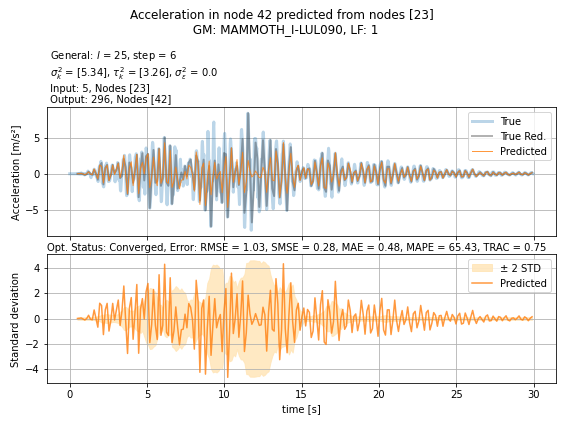 Acceleration in node 42 predicted from nodes [23]
GM: MAMMOTH_I-LUL090, LF: 1
General: l = 25, step = 6
σ²ₖ = [5.34], τ²ₖ = [3.26], σ²ε = 0.0
Input: 5, Nodes [23]
Output: 296, Nodes [42]
Acceleration [m/s²]
5
0
−5
True
True Red.
Predicted
Opt. Status: Converged, Error: RMSE = 1.03, SMSE = 0.28, MAE = 0.48, MAPE = 65.43, TRAC = 0.75
Standard deviation
4
2
0
−2
−4
± 2 STD
Predicted
0 5 10 15 20 25 30
time [s]